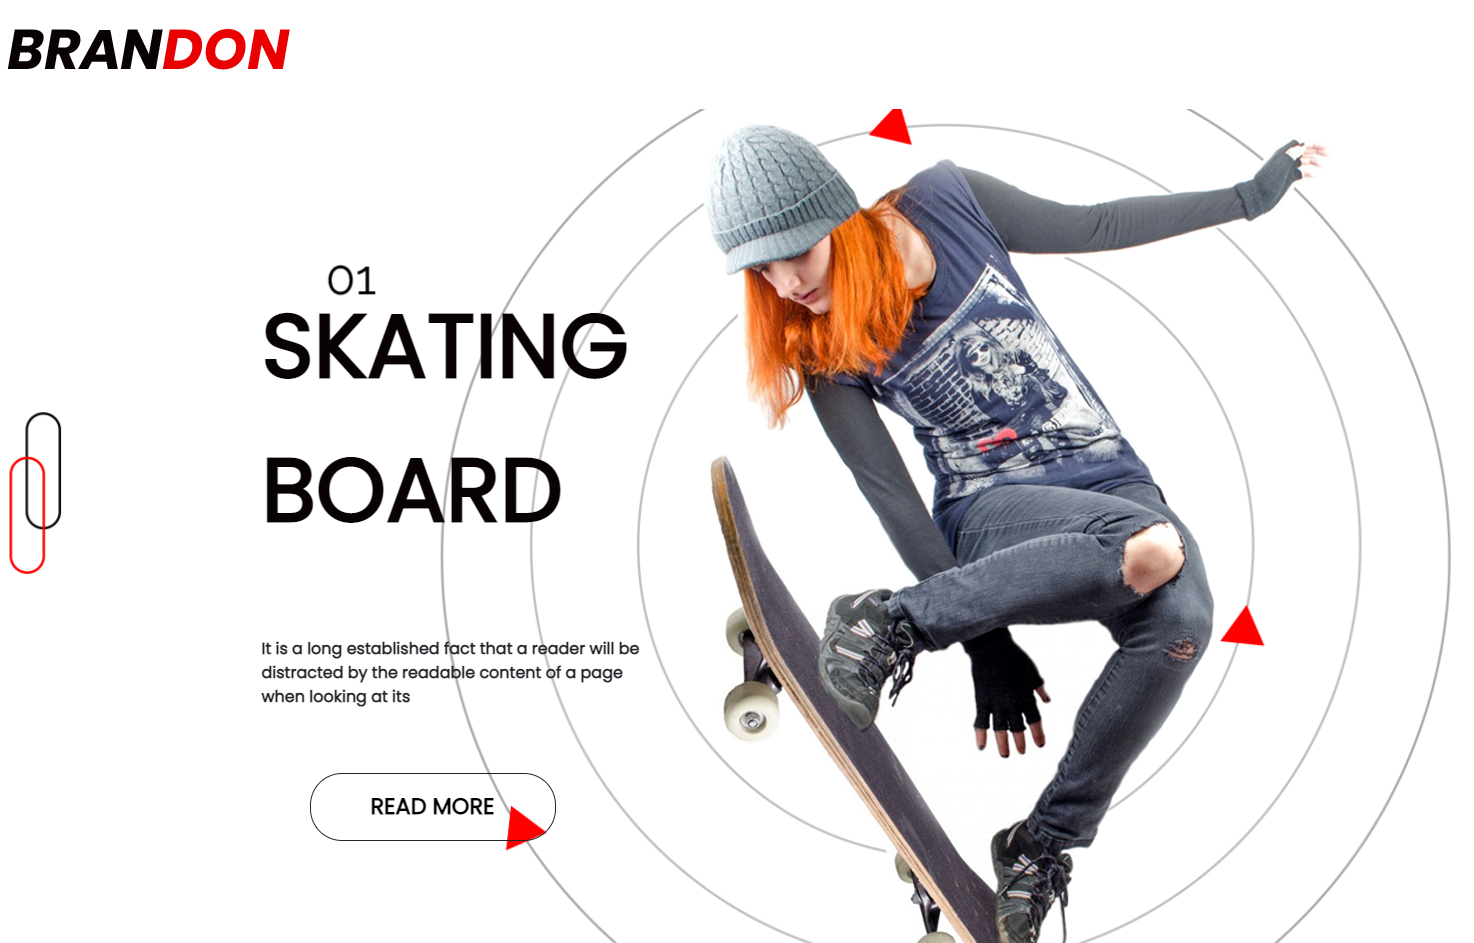 BRANDON
01
SKATING
BOARD
It is a long established fact that a reader will be
distracted by the readable content of a page
when looking at its
READ MORE